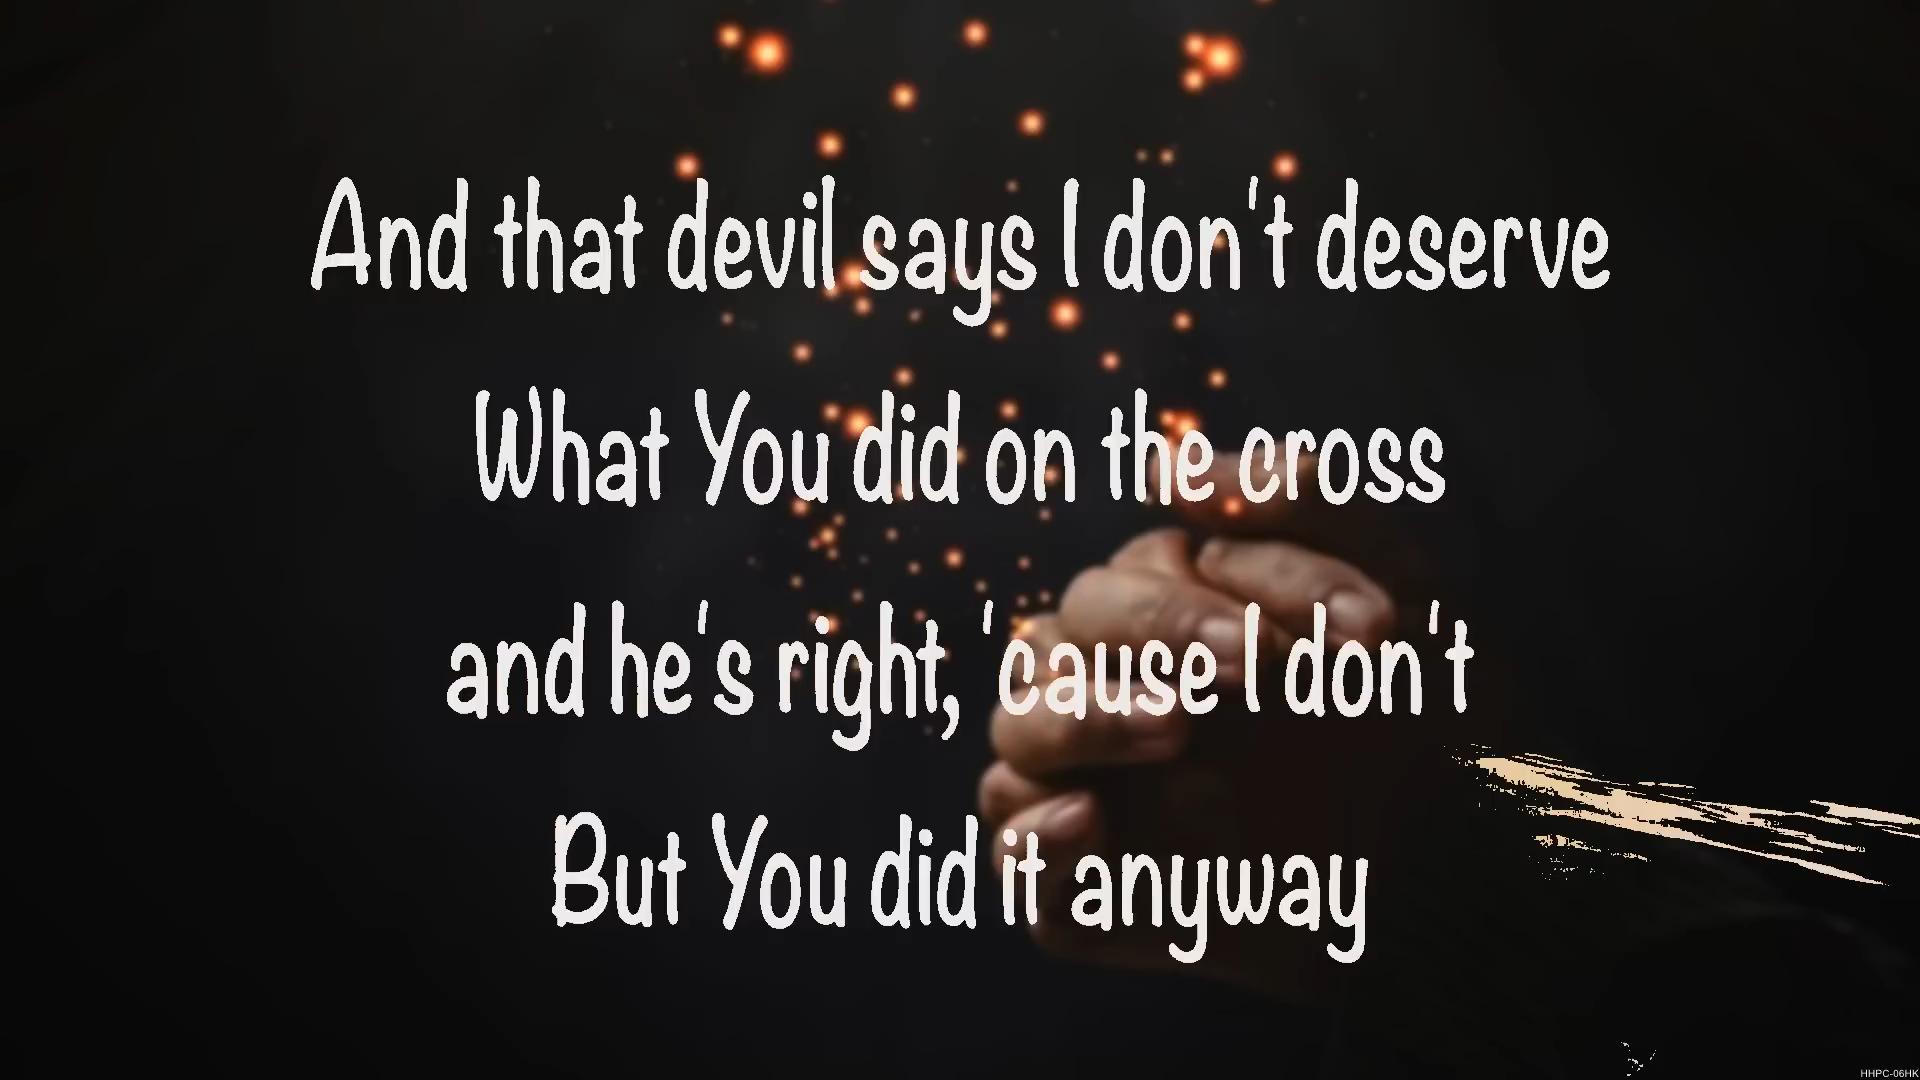 And that devil says I don't deserve
What You did on the cross
and he's right, 'cause I don't
But You did it anyway
HHPC-06HK